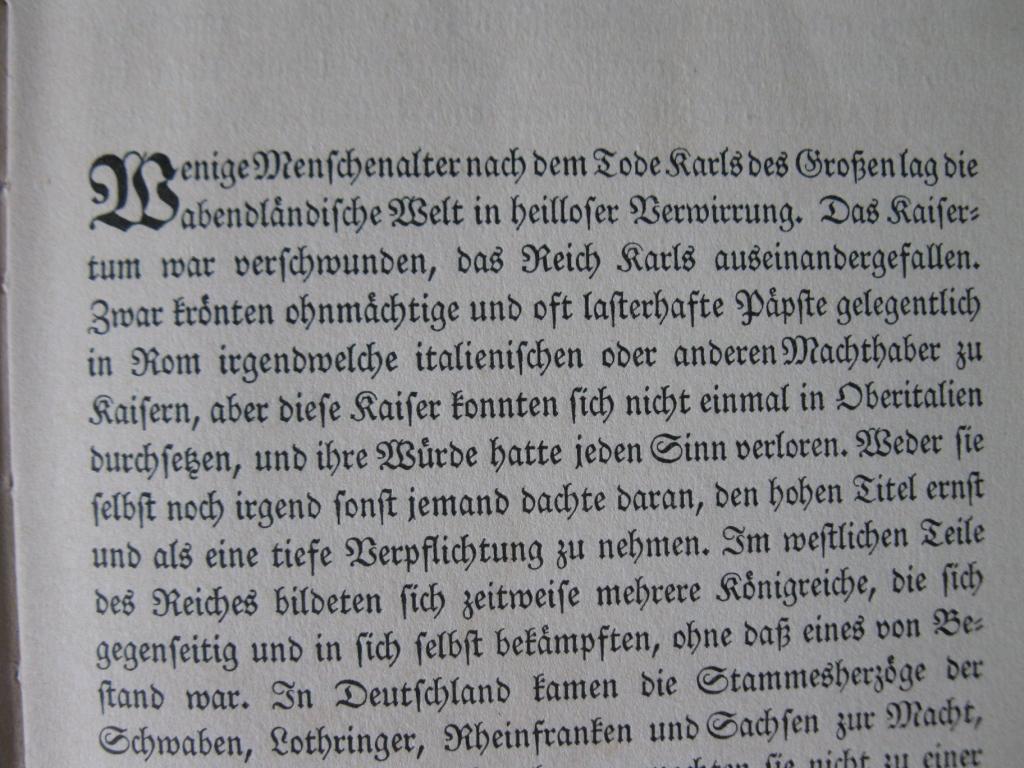 Wenige Menschenalter nach dem Tode Karls des Großen lag die
abendländische Welt in heilloser Verwirrung. Das Kaiser-
tum war verschwunden, das Reich Karls auseinandergefallen.
Zwar krönten ohnmächtige und oft lasterhafte Päpste gelegentlich
in Rom irgendwelche italienischen oder anderen Machthaber zu
Kaisern, aber diese Kaiser konnten sich nicht einmal in Oberitalien
durchsetzen, und ihre Würde hatte jeden Sinn verloren. Weder sie
selbst noch irgend sonst jemand dachte daran, den hohen Titel ernst
und als eine tiefe Verpflichtung zu nehmen. Im westlichen Teile
des Reiches bildeten sich zeitweise mehrere Königreiche, die sich
gegenseitig und in sich selbst bekämpften, ohne daß eines von Be-
stand war. In Deutschland kamen die Stammesherzöge der
Schwaben, Lothringer, Rheinfranken und Sachsen zur Macht,
sie nicht zu einer